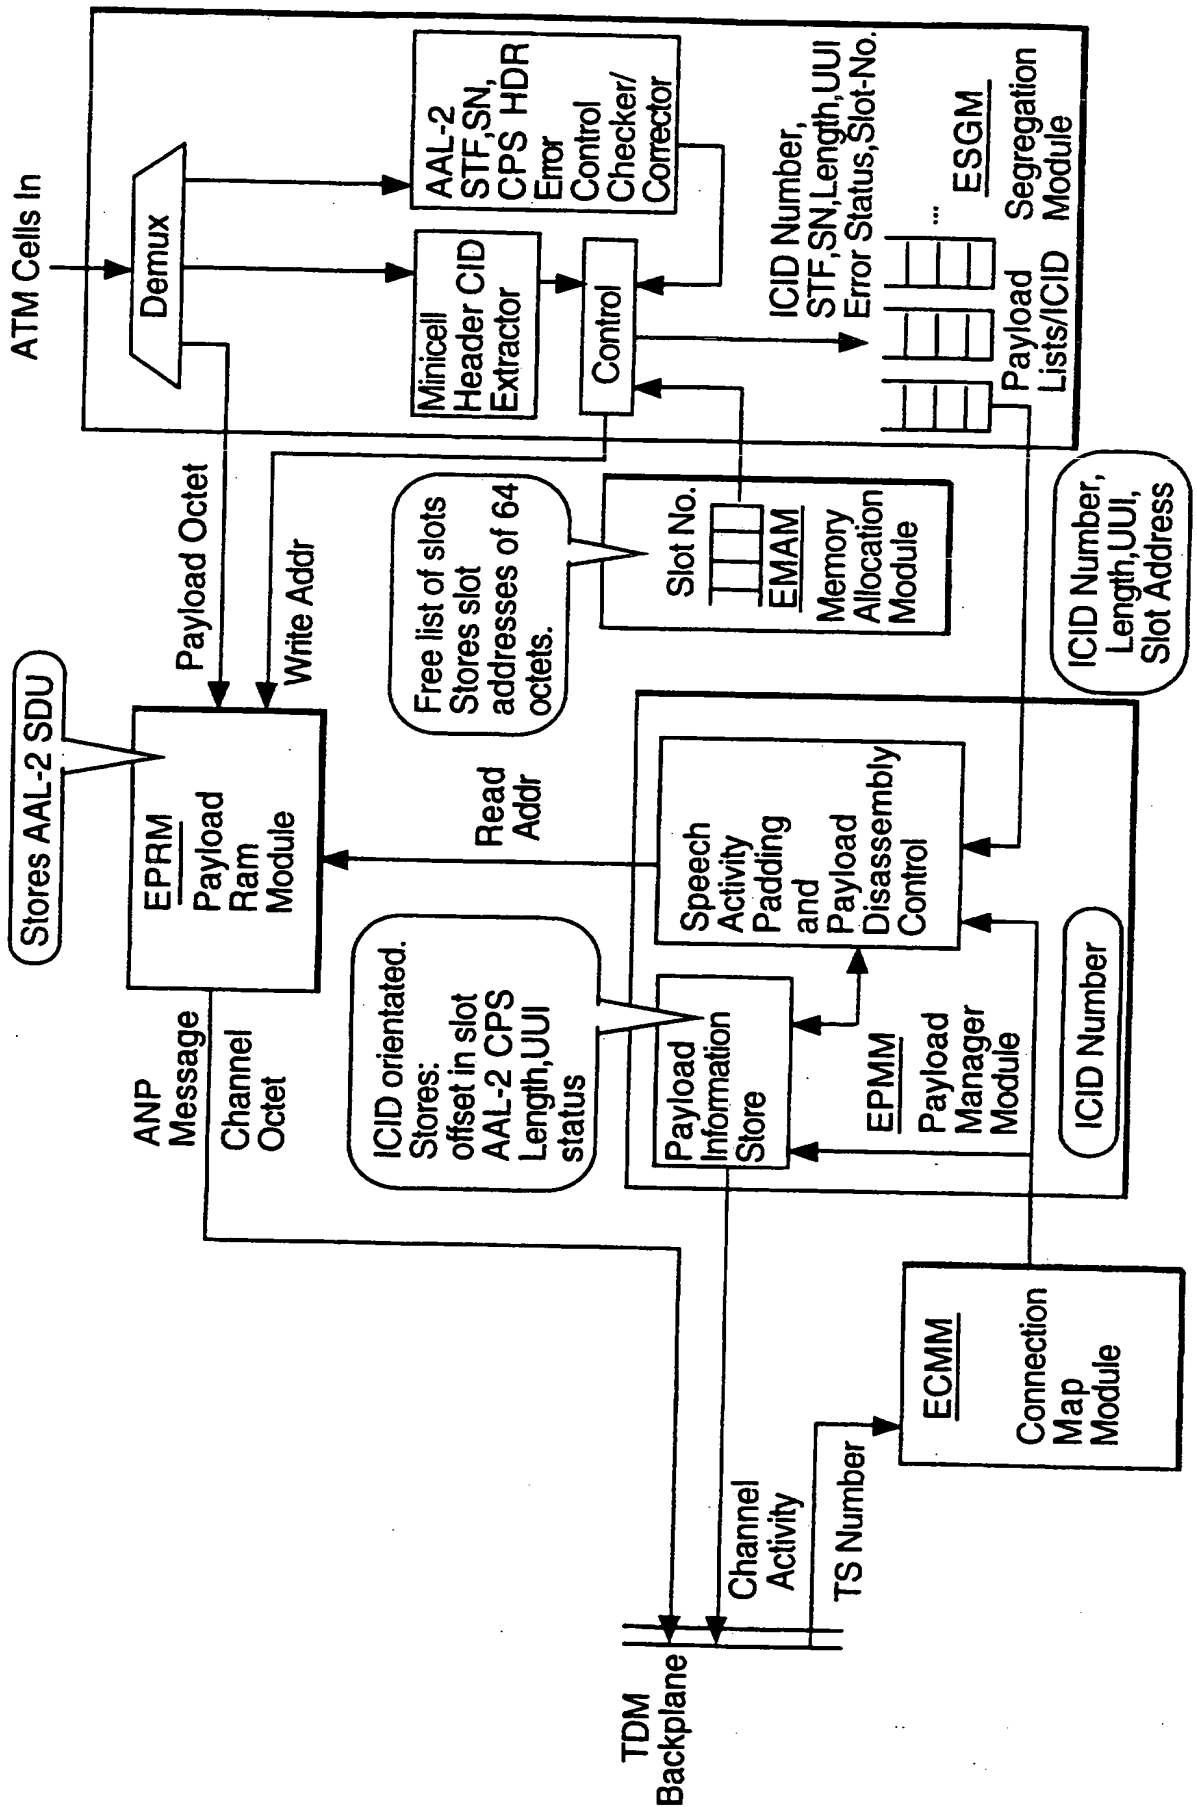 ATM Cells In
Demux
AAL-2
STF,SN,
CPS HDR
Error
Control
Checker/
Corrector
Minicell
Header CID
Extractor
Control
ICID Number,
STF,SN,Length,UUI
Error Status,Slot-No.
...
ESGM
Segregation
Module
Payload
Lists/ICID
Payload Octet
Write Addr
Free list of slots
Stores slot
addresses of 64
octets.
Slot No.
EMAM
Memory
Allocation
Module
ICID Number,
Length,UUI,
Slot Address
Stores AAL-2 SDU
EPRM
Payload
Ram
Module
Read
Addr
Speech
Activity
Padding
and
Payload
Disassembly
Control
ICID orientated.
Stores:
offset in slot
AAL-2 CPS
Length,UUI
status
Payload
Information
Store
EPMM
Payload
Manager
Module
ICID Number
ANP
Message
Channel
Octet
ECMM
Connection
Map
Module
Channel
Activity
TS Number
TDM
Backplane